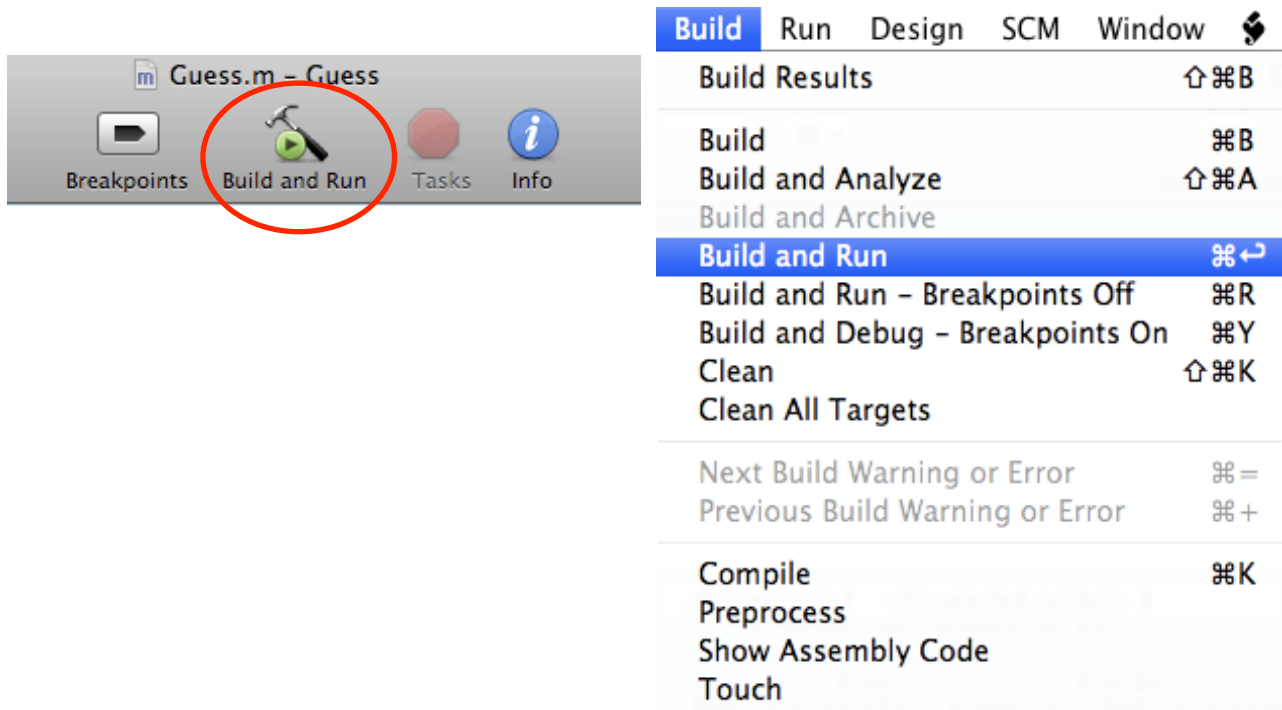 Guess.m – Guess
Breakpoints Build and Run Tasks Info
Build Run Design SCM Window
Build Results ⇧⌘B
Build ⌘B
Build and Analyze ⇧⌘A
Build and Archive
Build and Run ⌘↩
Build and Run – Breakpoints Off ⌘R
Build and Debug – Breakpoints On ⌘Y
Clean ⇧⌘K
Clean All Targets
Next Build Warning or Error ⌘=
Previous Build Warning or Error ⌘+
Compile ⌘K
Preprocess
Show Assembly Code
Touch